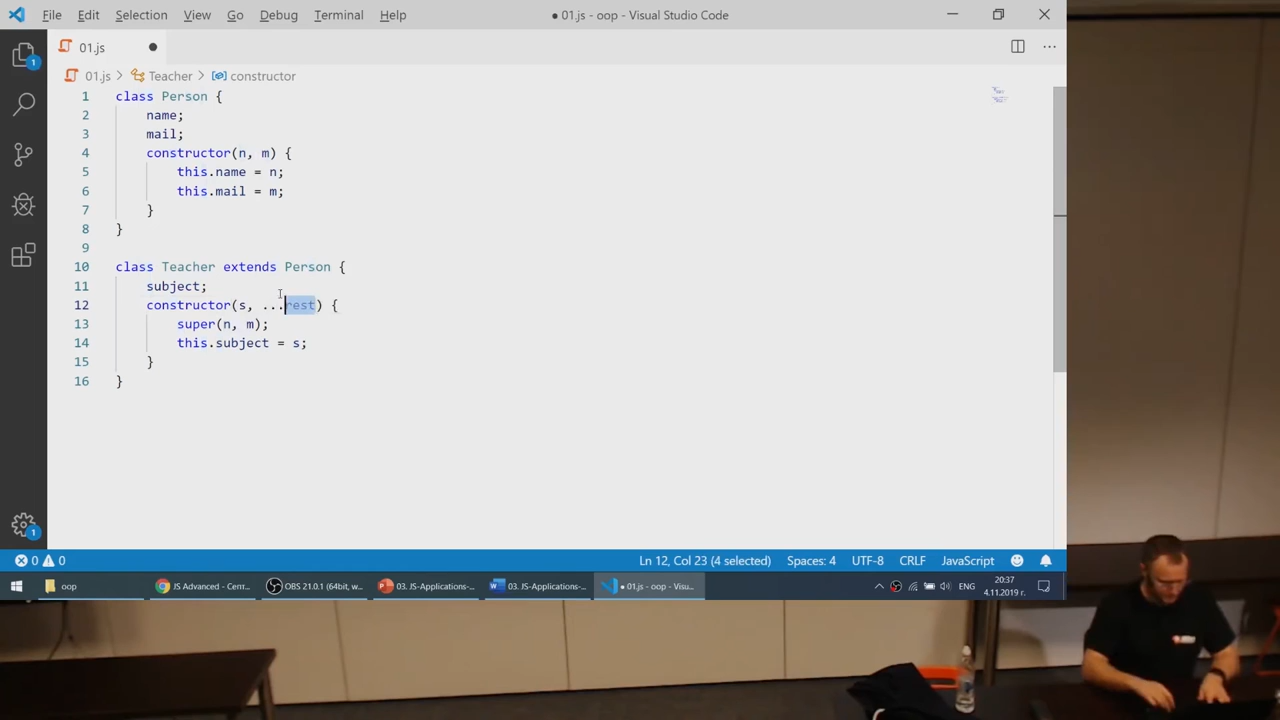 File Edit Selection View Go Debug Terminal Help
● 01.js - oop - Visual Studio Code
01.js
01.js > Teacher > constructor
1 class Person {
2 name;
3 mail;
4 constructor(n, m) {
5 this.name = n;
6 this.mail = m;
7 }
8 }
9
10 class Teacher extends Person {
11 subject;
12 constructor(s, ...rest) {
13 super(n, m);
14 this.subject = s;
15 }
16 }
1
1
0 0
Ln 12, Col 23 (4 selected) Spaces: 4 UTF-8 CRLF JavaScript
oop
JS Advanced - Септ...
OBS 21.0.1 (64bit, w...
03. JS-Applications-...
03. JS-Applications-...
● 01.js - oop - Visu...
ЕНГ
20:37
4.11.2019 г.